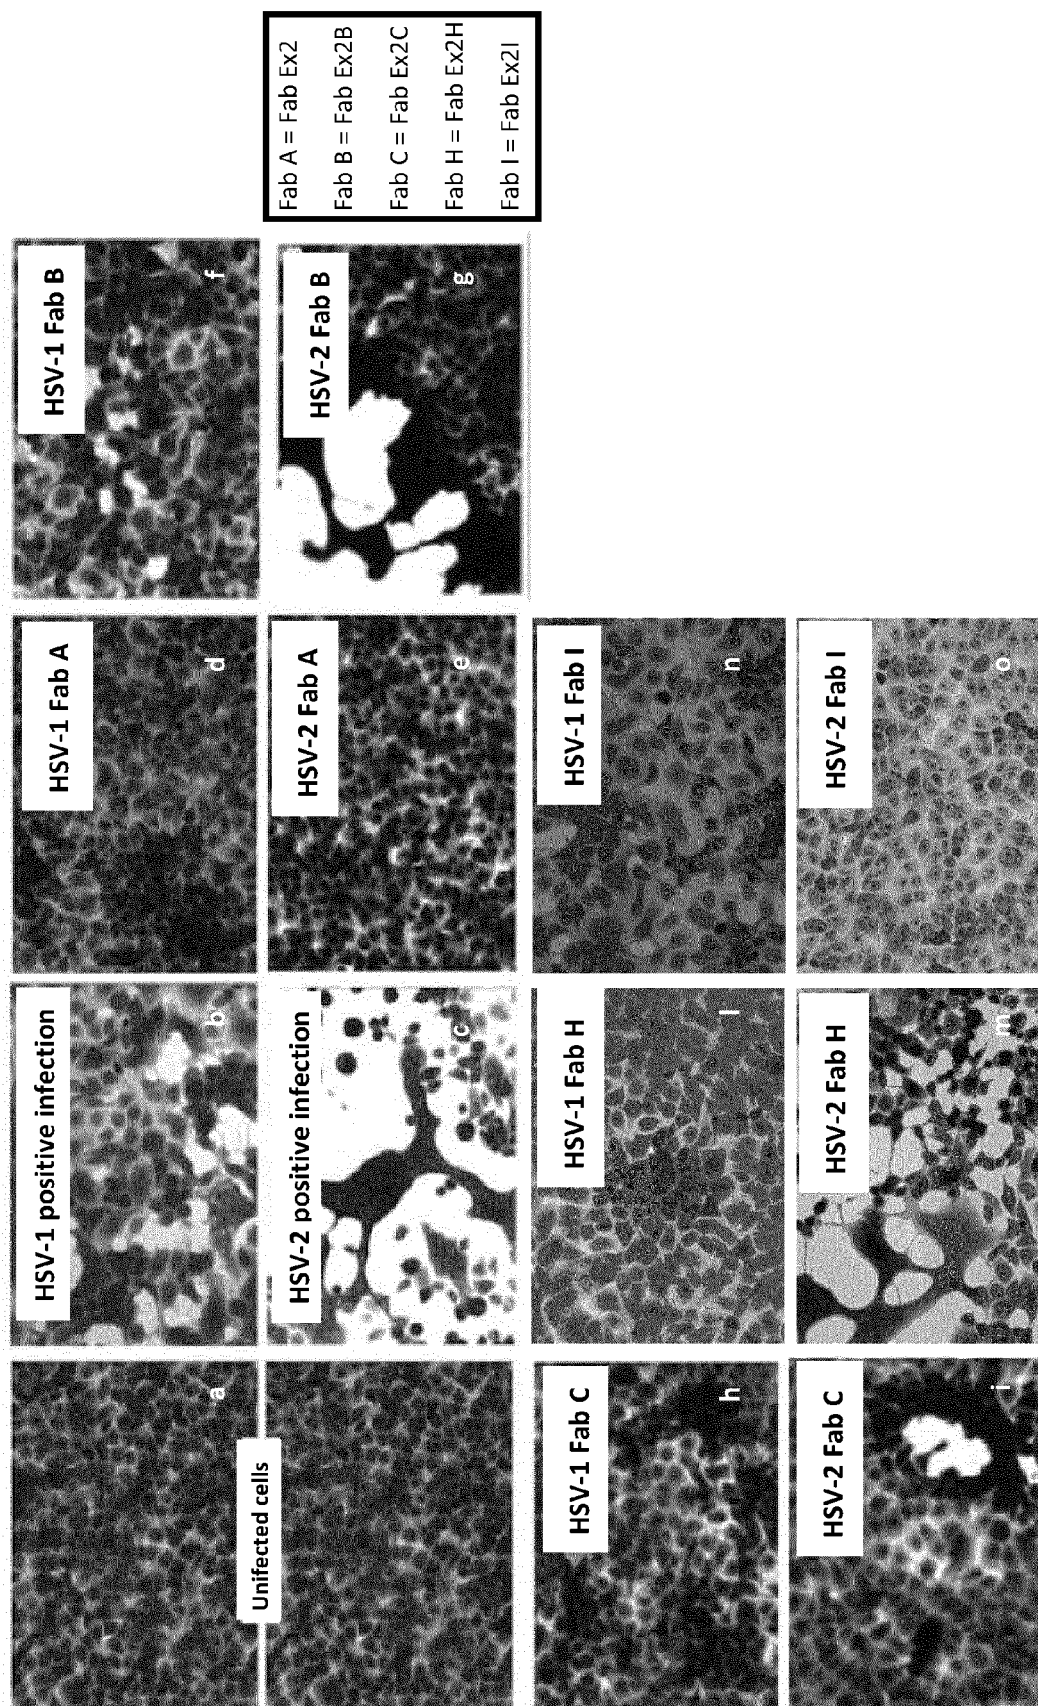 Unifected cells
a
HSV-1 positive infection
b
HSV-1 Fab A
d
HSV-1 Fab B
f
HSV-2 positive infection
c
HSV-2 Fab A
e
HSV-2 Fab B
g
Fab A = Fab Ex2
Fab B = Fab Ex2B
Fab C = Fab Ex2C
Fab H = Fab Ex2H
Fab I = Fab Ex2I
HSV-1 Fab C
h
HSV-1 Fab H
l
HSV-1 Fab I
n
HSV-2 Fab C
i
HSV-2 Fab H
m
HSV-2 Fab I
o